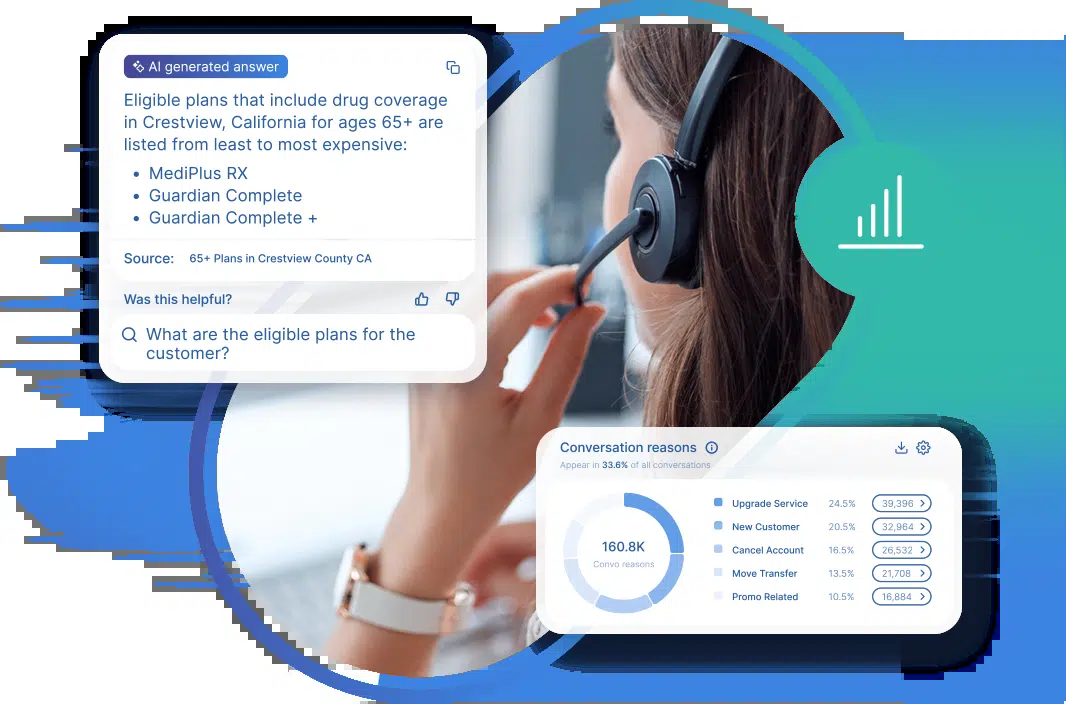 AI generated answer
Eligible plans that include drug coverage
in Crestview, California for ages 65+ are
listed from least to most expensive:
• MediPlus RX
• Guardian Complete
• Guardian Complete +
Source: 65+ Plans in Crestview County CA
Was this helpful?
What are the eligible plans for the
customer?
Conversation reasons
Appear in 33.6% of all conversations
160.8K
Convo reasons
Upgrade Service 24.5% 39,396
New Customer 20.5% 32,964
Cancel Account 16.5% 26,532
Move Transfer 13.5% 21,708
Promo Related 10.5% 16,884